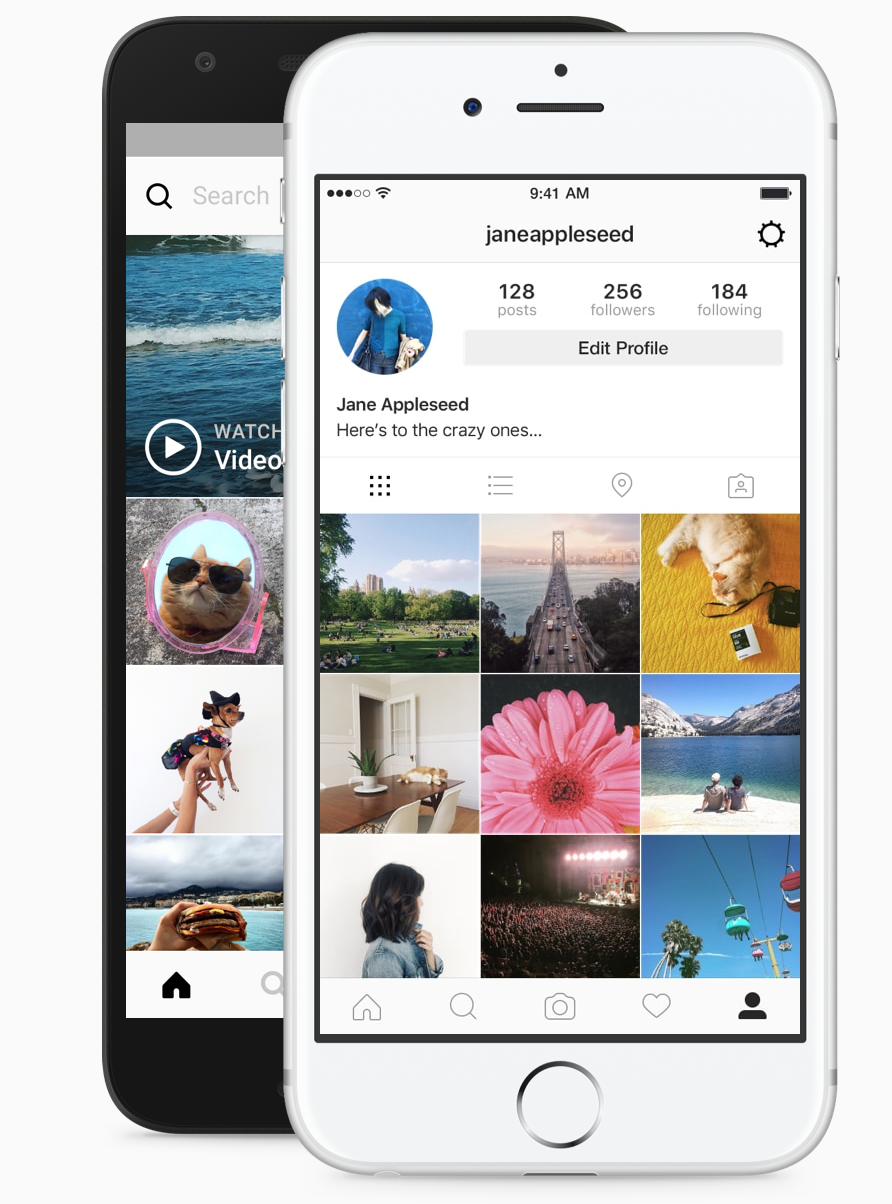 Search
WATCH
Video
9:41 AM
janeappleseed
128
256
184
posts
followers
following
Edit Profile
Jane Appleseed
Here’s to the crazy ones...